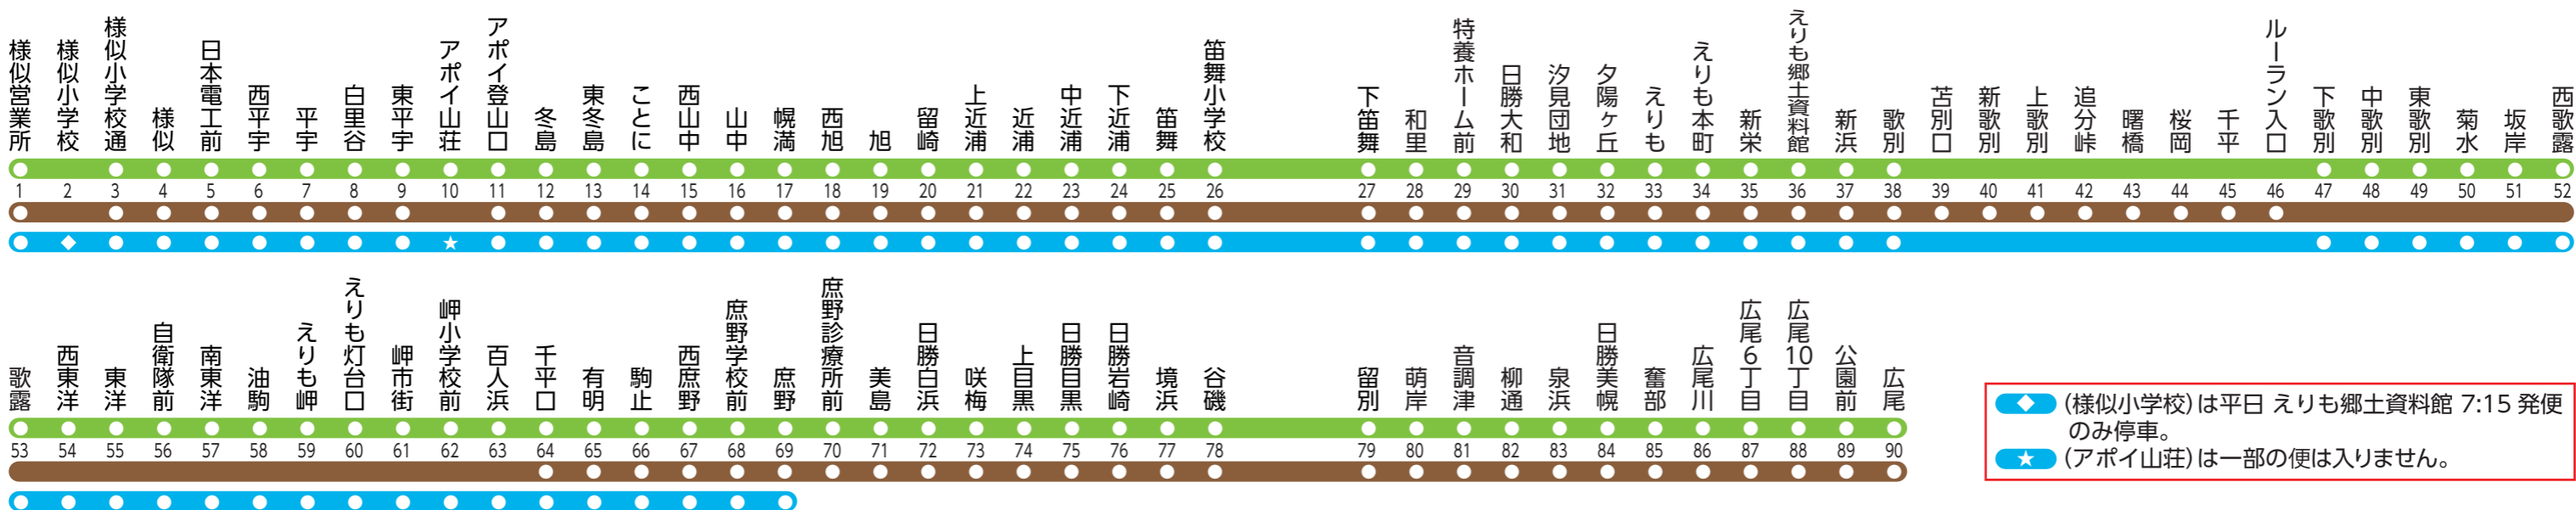 様似営業所
様似小学校
様似小学校通
様似
日本電工前
西平宇
平宇
白里谷
東平宇
アポイ山荘
アポイ登山口
冬島
東冬島
ことに
西山中
山中
幌満
西旭
旭
留崎
上近浦
近浦
中近浦
下近浦
笛舞
笛舞小学校
下笛舞
和里
特養ホーム前
日勝大和
汐見団地
夕陽ヶ丘
えりも
えりも本町
新栄
えりも郷土資料館
新浜
歌別
苫別口
新歌別
上歌別
追分峠
曙橋
桜岡
千平
ルーラン入口
下歌別
中歌別
東歌別
菊水
坂岸
西歌露
1 2 3 4 5 6 7 8 9 10 11 12 13 14 15 16 17 18 19 20 21 22 23 24 25 26 27 28 29 30 31 32 33 34 35 36 37 38 39 40 41 42 43 44 45 46 47 48 49 50 51 52
歌露
西東洋
東洋
自衛隊前
南東洋
油駒
えりも岬
えりも灯台口
岬市街
岬小学校前
百人浜
千平口
有明
駒止
西庶野
庶野学校前
庶野
庶野診療所前
美島
日勝白浜
咲梅
上目黒
日勝目黒
日勝岩崎
境浜
谷磯
留別
萌岸
音調津
柳通
泉浜
日勝美幌
奮部
広尾川
広尾6丁目
広尾10丁目
公園前
広尾
53 54 55 56 57 58 59 60 61 62 63 64 65 66 67 68 69 70 71 72 73 74 75 76 77 78 79 80 81 82 83 84 85 86 87 88 89 90
(様似小学校)は平日 えりも郷土資料館 7:15 発便
のみ停車。
(アポイ山荘)は一部の便は入りません。